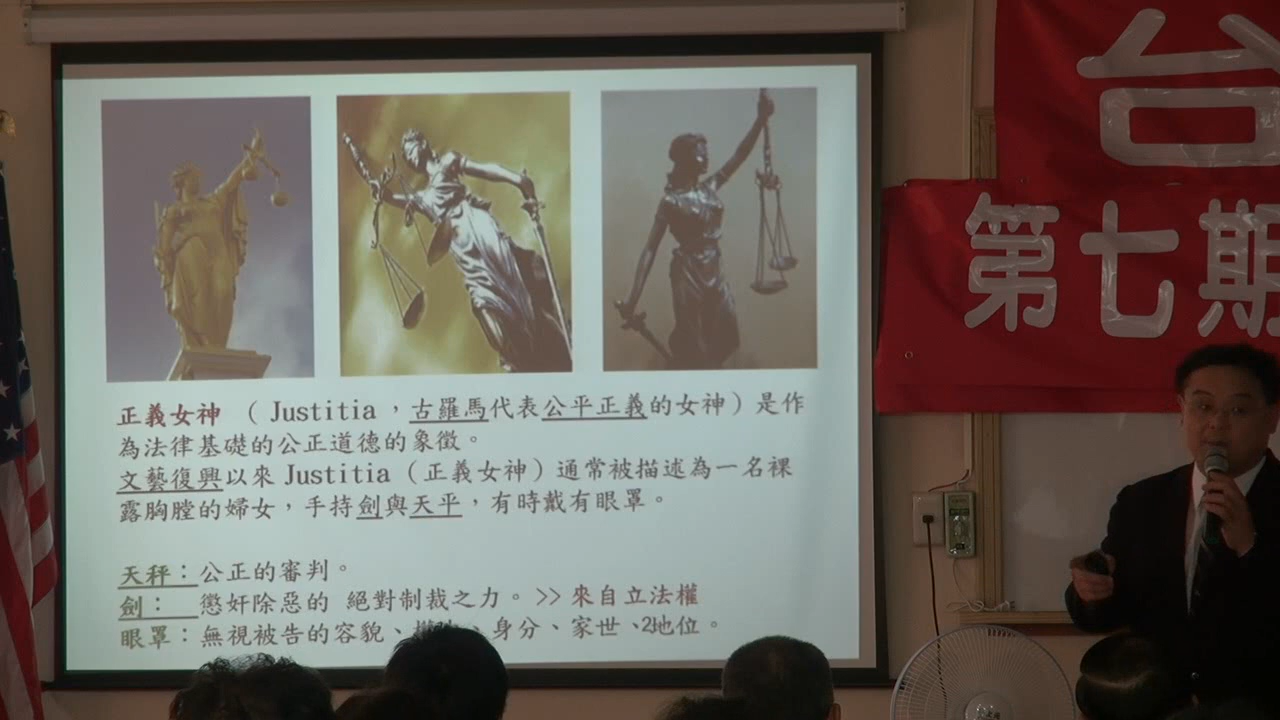 正義女神 （Justitia，古羅馬代表公平正義的女神）是作
為法律基礎的公正道德的象徵。
文藝復興以來 Justitia（正義女神）通常被描述為一名裸
露胸膛的婦女，手持劍與天平，有時戴有眼罩。
天秤：公正的審判。
劍： 懲奸除惡的 絕對制裁之力。>> 來自立法權
眼罩：無視被告的容貌、 身分、家世、2地位。
台
第七期